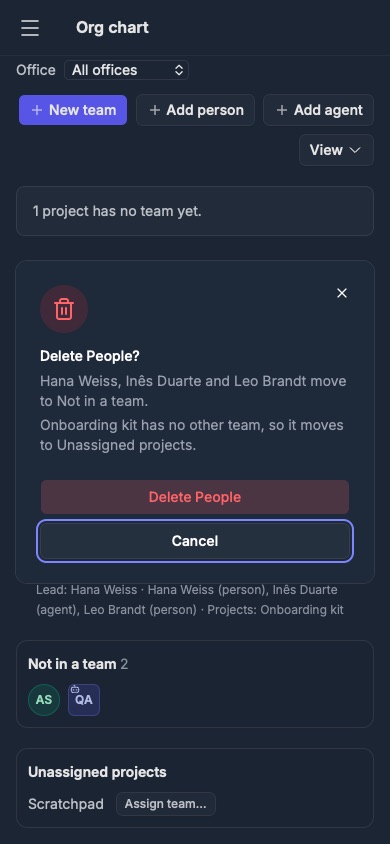 Org chart
Office All offices
New team
Add person
Add agent
View
1 project has no team yet.
Delete People?
Hana Weiss, Inês Duarte and Leo Brandt move
to Not in a team.
Onboarding kit has no other team, so it moves
to Unassigned projects.
Delete People
Cancel
Lead: Hana Weiss · Hana Weiss (person), Inês Duarte
(agent), Leo Brandt (person) · Projects: Onboarding kit
Not in a team 2
AS QA
Unassigned projects
Scratchpad Assign team...